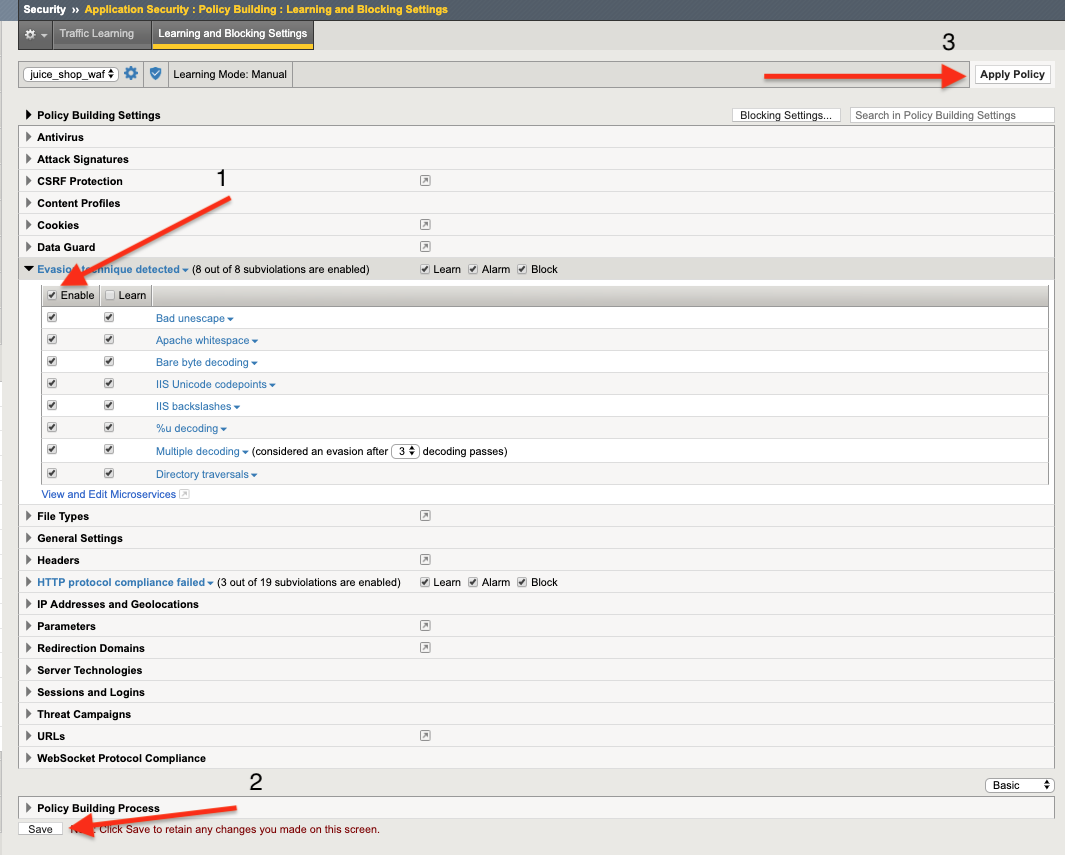 Security ›› Application Security : Policy Building : Learning and Blocking Settings
Traffic Learning Learning and Blocking Settings
3
juice_shop_waf Learning Mode: Manual Apply Policy
Policy Building Settings Blocking Settings... Search in Policy Building Settings
Antivirus
Attack Signatures
1
CSRF Protection
Content Profiles
Cookies
Data Guard
detected (8 out of 8 subviolations are enabled) Learn Alarm Block
Enable Learn
Bad unescape
Apache whitespace
Bare byte decoding
IIS Unicode codepoints
IIS backslashes
%u decoding
Multiple decoding (considered an evasion after 3 decoding passes)
Directory traversals
View and Edit Microservices
File Types
General Settings
Headers
HTTP protocol compliance failed (3 out of 19 subviolations are enabled) Learn Alarm Block
IP Addresses and Geolocations
Parameters
Redirection Domains
Server Technologies
Sessions and Logins
Threat Campaigns
URLs
WebSocket Protocol Compliance
2
Basic
Policy Building Process
Save Click Save to retain any changes you made on this screen.